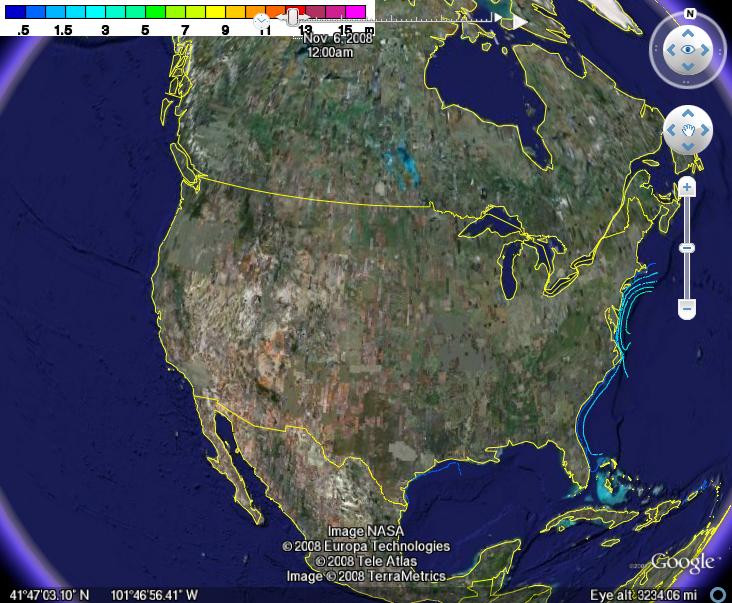 .5 1.5 3 5 7 9 11 13 15 m
Nov 6, 2008
12:00am
N
Image NASA
© 2008 Europa Technologies
© 2008 Tele Atlas
Image © 2008 TerraMetrics
©2008 Google
41°47'03.10" N 101°46'56.41" W Eye alt 3234.06 mi